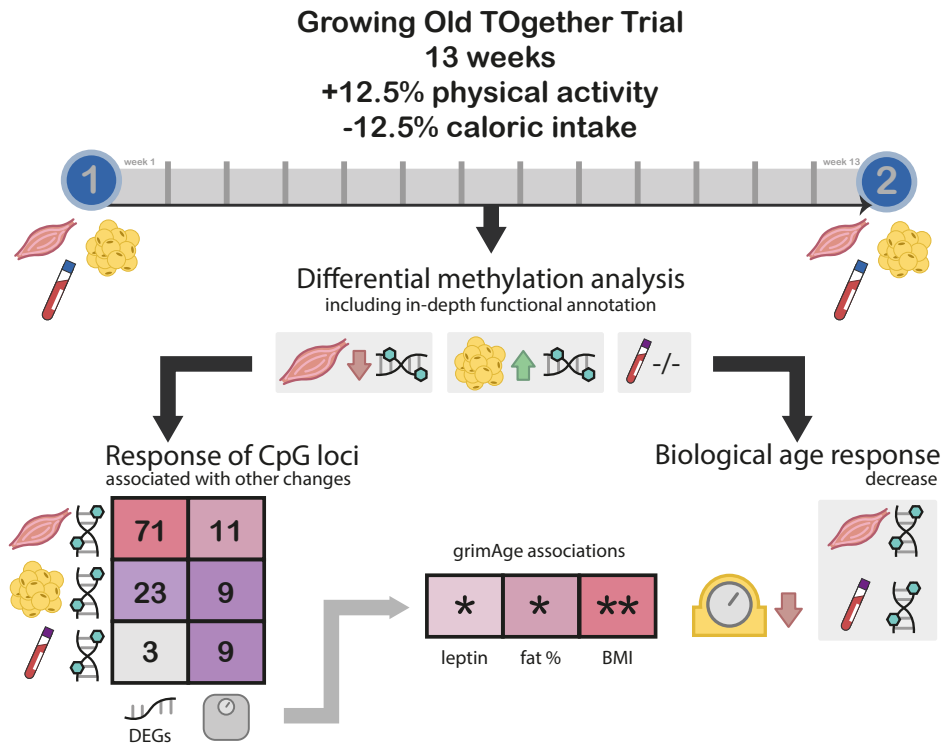 Growing Old TOgether Trial
13 weeks
+12.5% physical activity
-12.5% caloric intake
week 1
week 13
1
2
Differential methylation analysis
including in-depth functional annotation
-/-
Response of CpG loci
associated with other changes
Biological age response
decrease
71 11
23 9
3 9
DEGs
grimAge associations
* * **
leptin fat % BMI